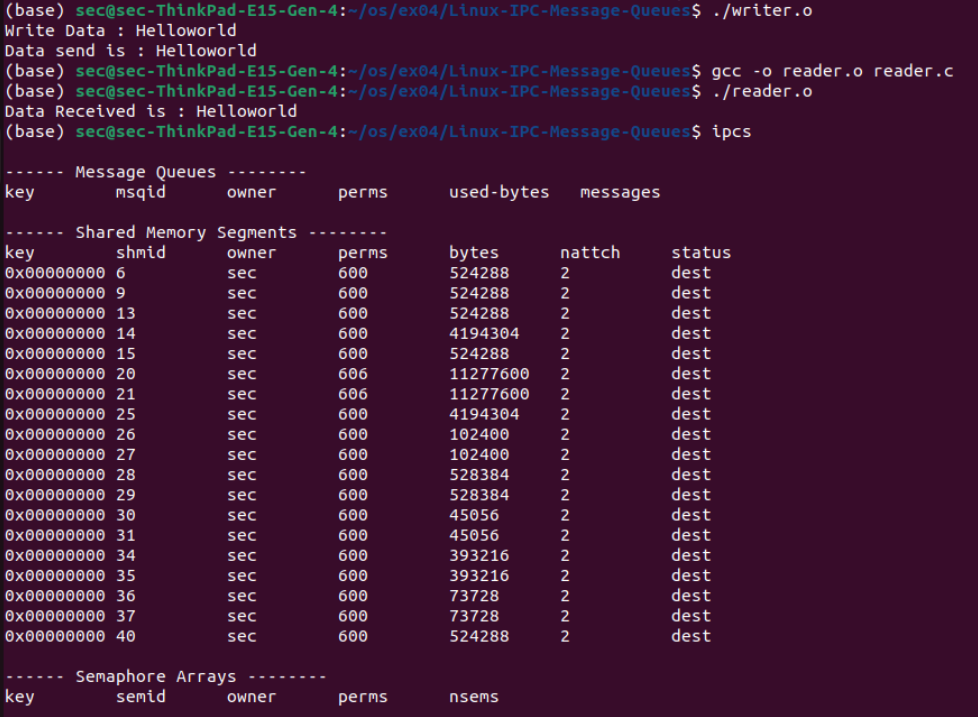 (base) sec@sec-ThinkPad-E15-Gen-4:~/os/ex04/Linux-IPC-Message-Queues$ ./writer.o
Write Data : Helloworld
Data send is : Helloworld
(base) sec@sec-ThinkPad-E15-Gen-4:~/os/ex04/Linux-IPC-Message-Queues$ gcc -o reader.o reader.c
(base) sec@sec-ThinkPad-E15-Gen-4:~/os/ex04/Linux-IPC-Message-Queues$ ./reader.o
Data Received is : Helloworld
(base) sec@sec-ThinkPad-E15-Gen-4:~/os/ex04/Linux-IPC-Message-Queues$ ipcs
------ Message Queues --------
key        msqid      owner      perms      used-bytes   messages
------ Shared Memory Segments --------
key        shmid      owner      perms      bytes      nattch     status
0x00000000 6          sec        600        524288     2          dest
0x00000000 9          sec        600        524288     2          dest
0x00000000 13         sec        600        524288     2          dest
0x00000000 14         sec        600        4194304    2          dest
0x00000000 15         sec        600        524288     2          dest
0x00000000 20         sec        606        11277600   2          dest
0x00000000 21         sec        606        11277600   2          dest
0x00000000 25         sec        600        4194304    2          dest
0x00000000 26         sec        600        102400     2          dest
0x00000000 27         sec        600        102400     2          dest
0x00000000 28         sec        600        528384     2          dest
0x00000000 29         sec        600        528384     2          dest
0x00000000 30         sec        600        45056      2          dest
0x00000000 31         sec        600        45056      2          dest
0x00000000 34         sec        600        393216     2          dest
0x00000000 35         sec        600        393216     2          dest
0x00000000 36         sec        600        73728      2          dest
0x00000000 37         sec        600        73728      2          dest
0x00000000 40         sec        600        524288     2          dest
------ Semaphore Arrays --------
key        semid      owner      perms      nsems